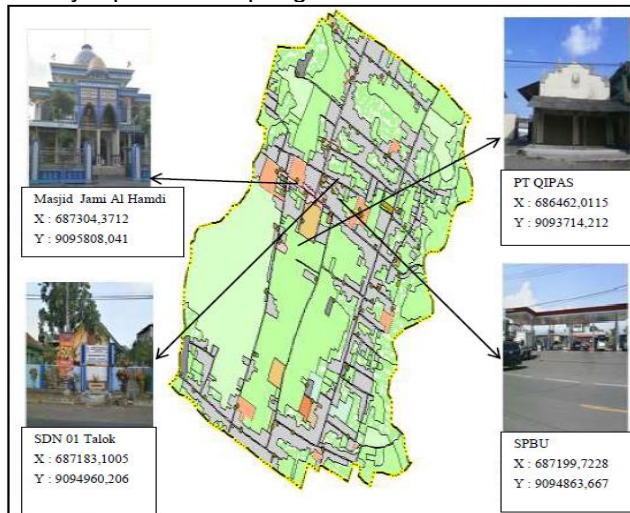 Masjid Jami Al Hamdi
X : 687304,3712
Y : 9095808,041
PT QIPAS
X : 686462,0115
Y : 9093714,212
SDN 01 Talok
X : 687183,1005
Y : 9094960,206
SPBU
X : 687199,7228
Y : 9094863,667